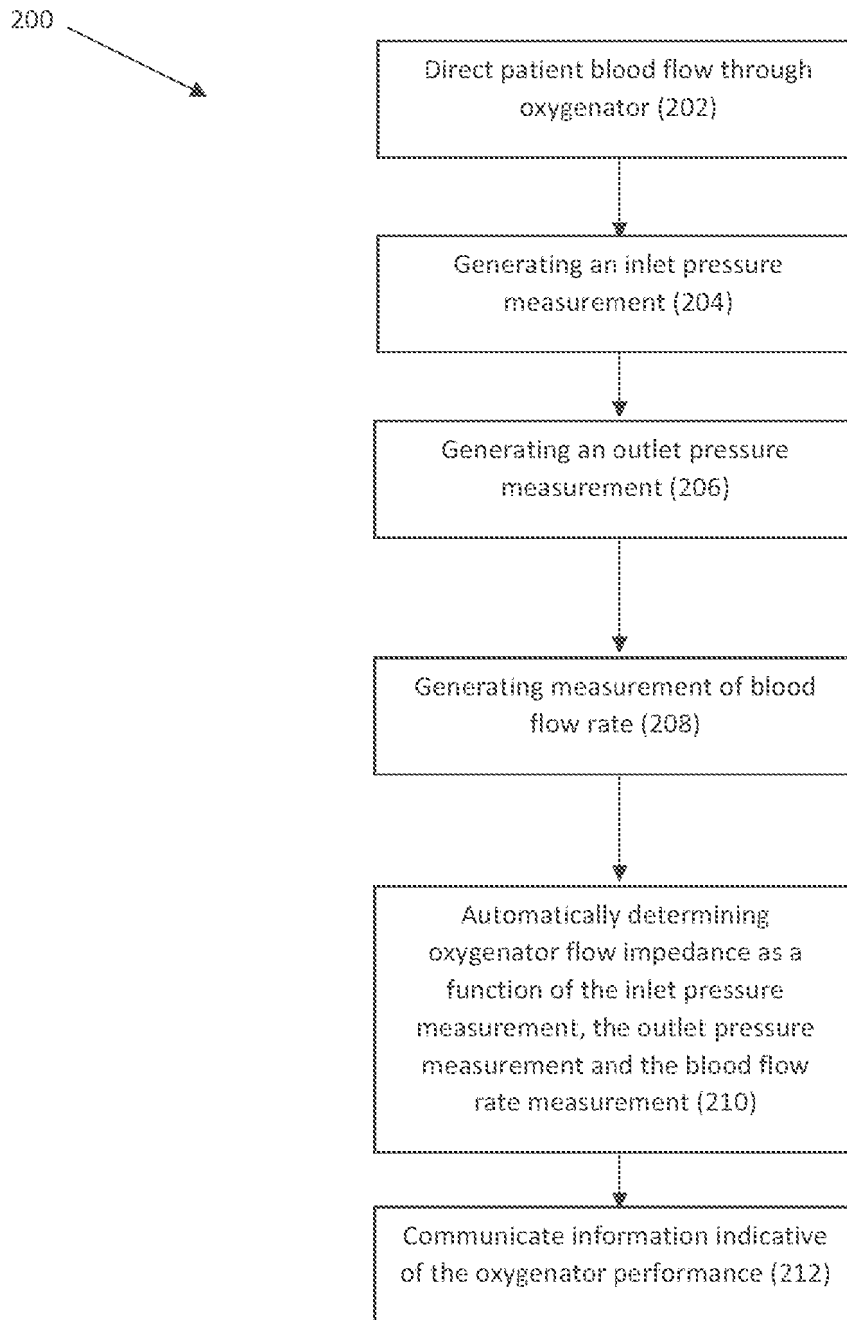 200
Direct patient blood flow through
oxygenator (202)
Generating an inlet pressure
measurement (204)
Generating an outlet pressure
measurement (206)
Generating measurement of blood
flow rate (208)
Automatically determining
oxygenator flow impedance as a
function of the inlet pressure
measurement, the outlet pressure
measurement and the blood flow
rate measurement (210)
Communicate information indicative
of the oxygenator performance (212)